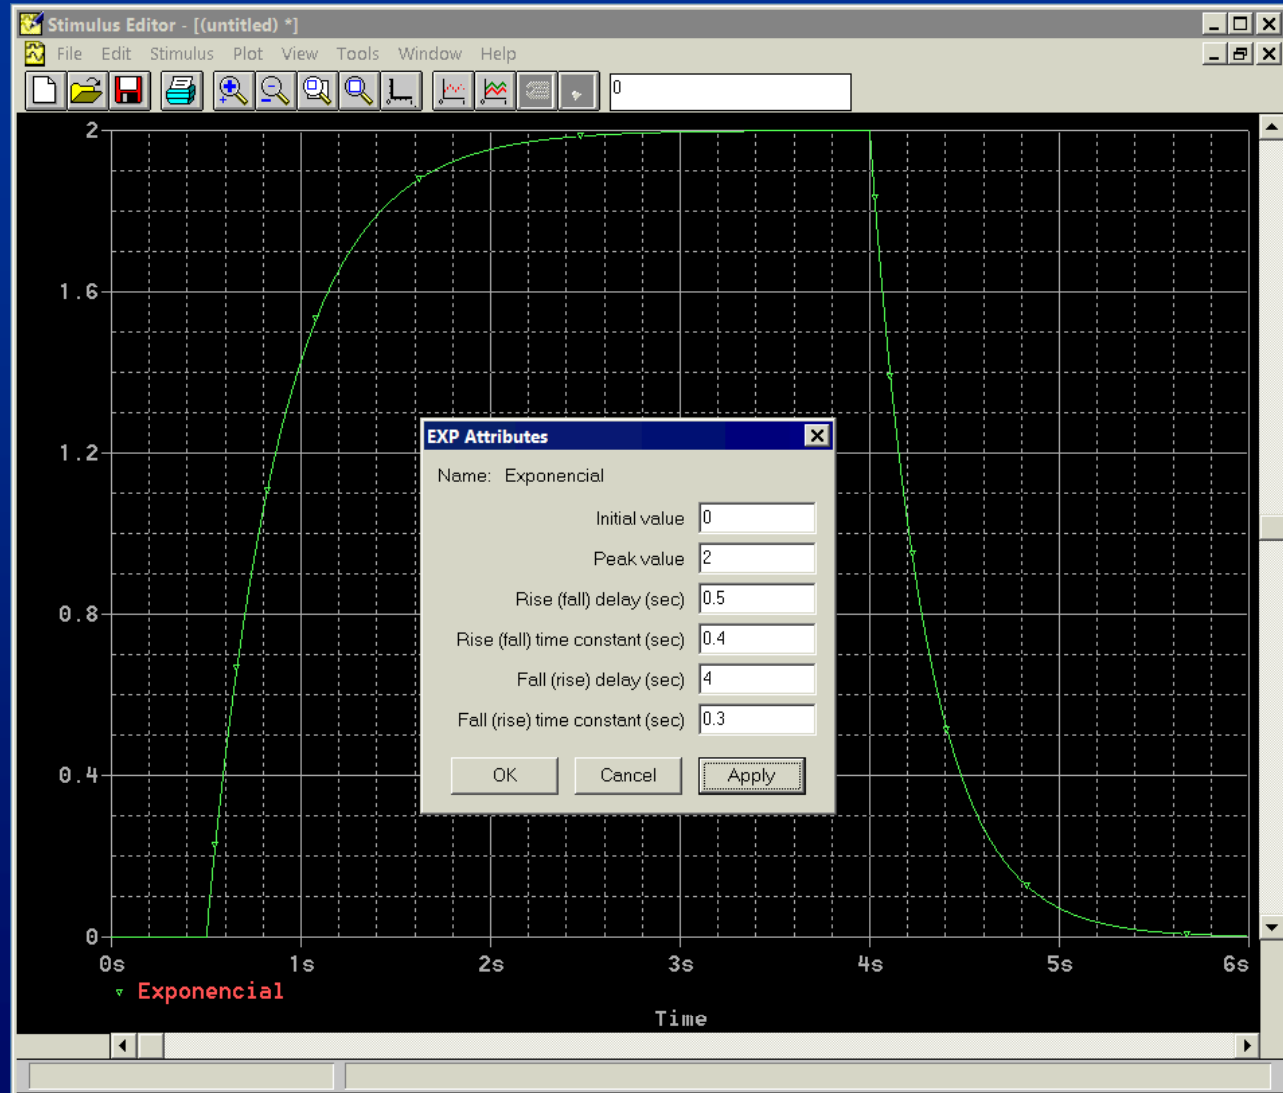 Stimulus Editor - [(untitled) *]
File Edit Stimulus Plot View Tools Window Help
0
2
1.6
1.2
0.8
0.4
0
EXP Attributes
Name: Exponencial
Initial value 0
Peak value 2
Rise (fall) delay (sec) 0.5
Rise (fall) time constant (sec) 0.4
Fall (rise) delay (sec) 4
Fall (rise) time constant (sec) 0.3
OK Cancel Apply
0s 1s 2s 3s 4s 5s 6s
Exponencial
Time